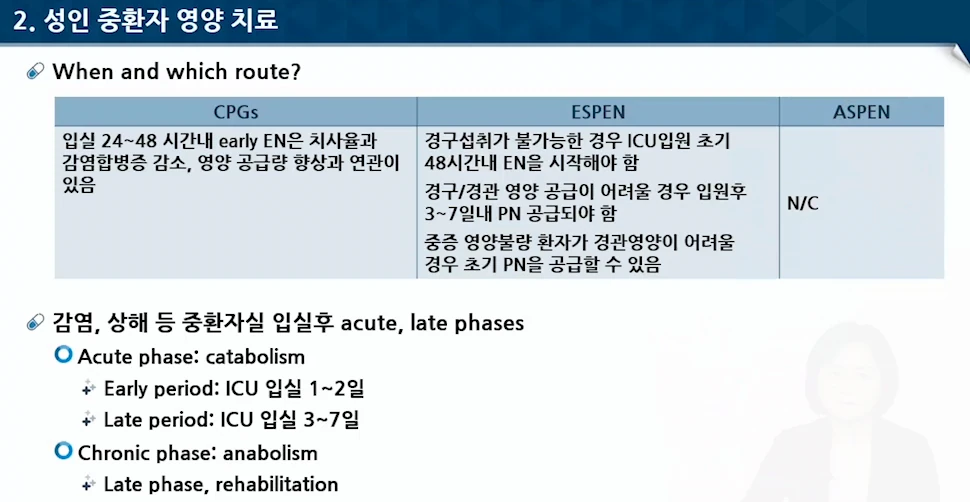 2. 성인 중환자 영양 치료
When and which route?
CPGs
ESPEN
ASPEN
입실 24~48 시간내 early EN은 치사율과
감염합병증 감소, 영양 공급량 향상과 연관이
있음
경구섭취가 불가능한 경우 ICU입원 초기
48시간내 EN을 시작해야 함
경구/경관 영양 공급이 어려울 경우 입원후
3~7일내 PN 공급되야 함
중증 영양불량 환자가 경관영양이 어려울
경우 초기 PN을 공급할 수 있음
N/C
감염, 상해 등 중환자실 입실후 acute, late phases
Acute phase: catabolism
Early period: ICU 입실 1~2일
Late period: ICU 입실 3~7일
Chronic phase: anabolism
Late phase, rehabilitation